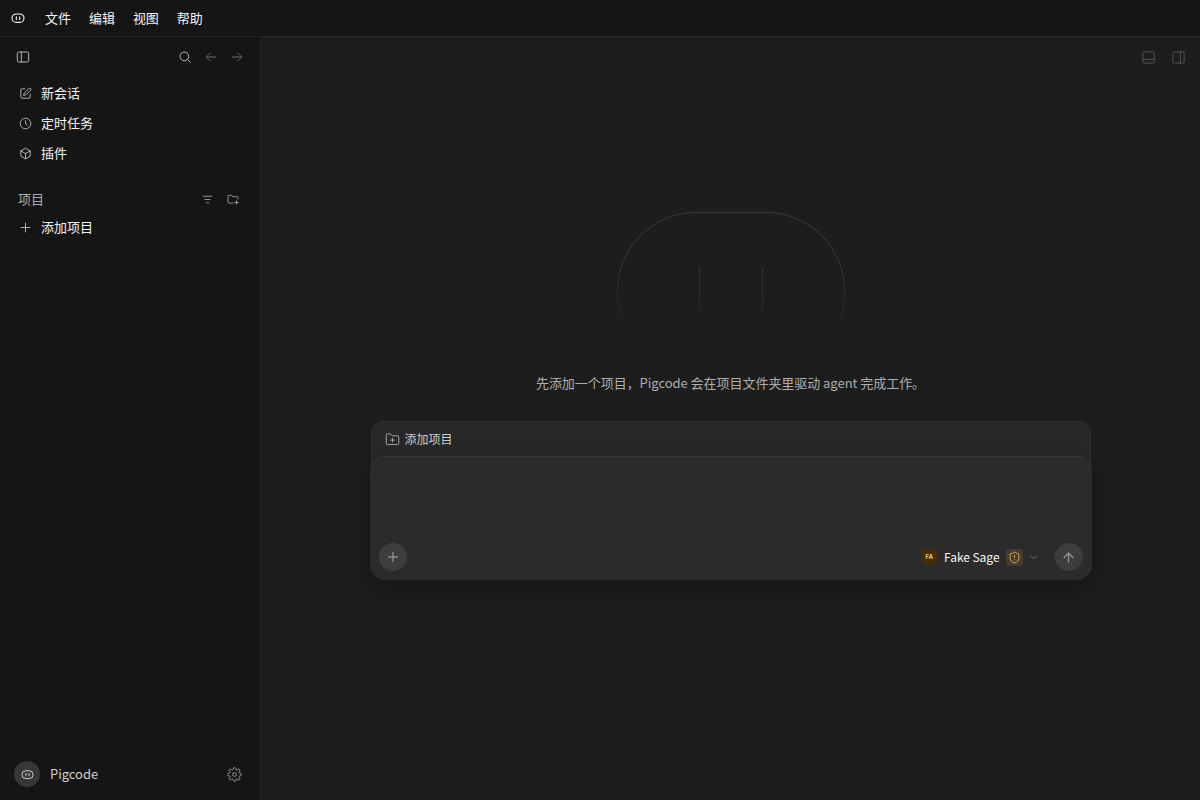 文件 编辑 视图 帮助
新会话
定时任务
插件
项目
添加项目
先添加一个项目，Pigcode 会在项目文件夹里驱动 agent 完成工作。
添加项目
FA Fake Sage
Pigcode